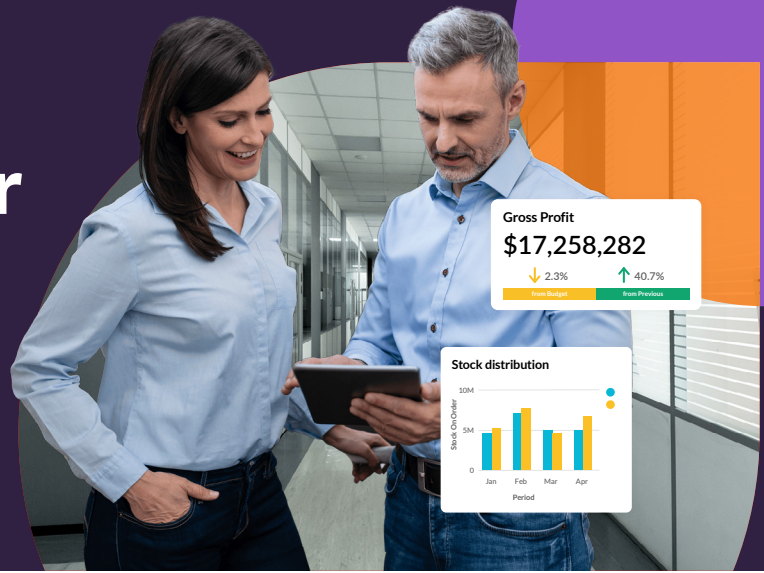 r
Gross Profit
$17,258,282
2.3% 40.7%
from Budget from Previous
Stock distribution
10M
5M
0
Stock On Order
Jan Feb Mar Apr
Period